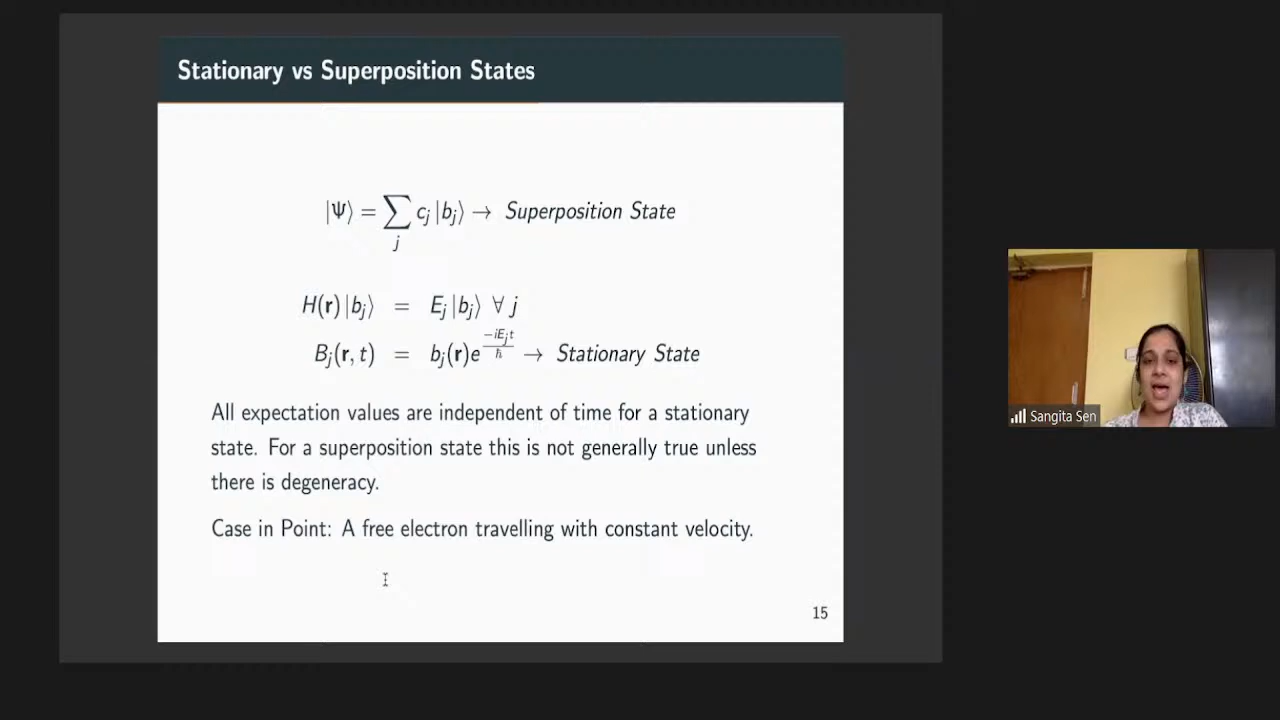 Stationary vs Superposition States
|Ψ⟩ = ∑_j c_j |b_j⟩ → Superposition State
H(r) |b_j⟩ = E_j |b_j⟩ ∀ j
B_j(r, t) = b_j(r)e^{\frac{-iE_jt}{ℏ}} → Stationary State
All expectation values are independent of time for a stationary
state. For a superposition state this is not generally true unless
there is degeneracy.
Case in Point: A free electron travelling with constant velocity.
15
Sangita Sen